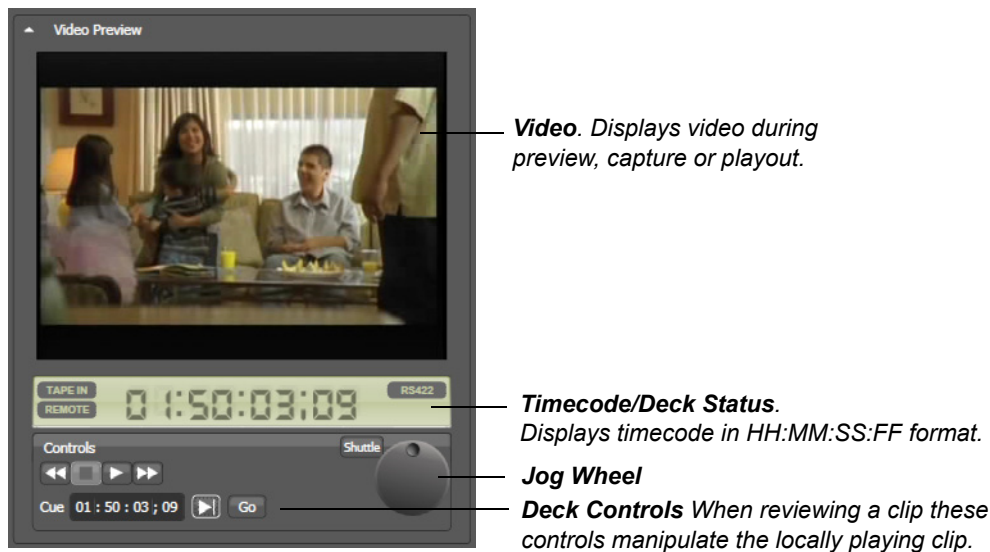 Video Preview
Video. Displays video during
preview, capture or playout.
TAPE IN
REMOTE
01:50:03;09
RS422
Timecode/Deck Status.
Displays timecode in HH:MM:SS:FF format.
Controls
Shuttle
Jog Wheel
Cue 01 : 50 : 03 ; 09 Go
Deck Controls When reviewing a clip these
controls manipulate the locally playing clip.